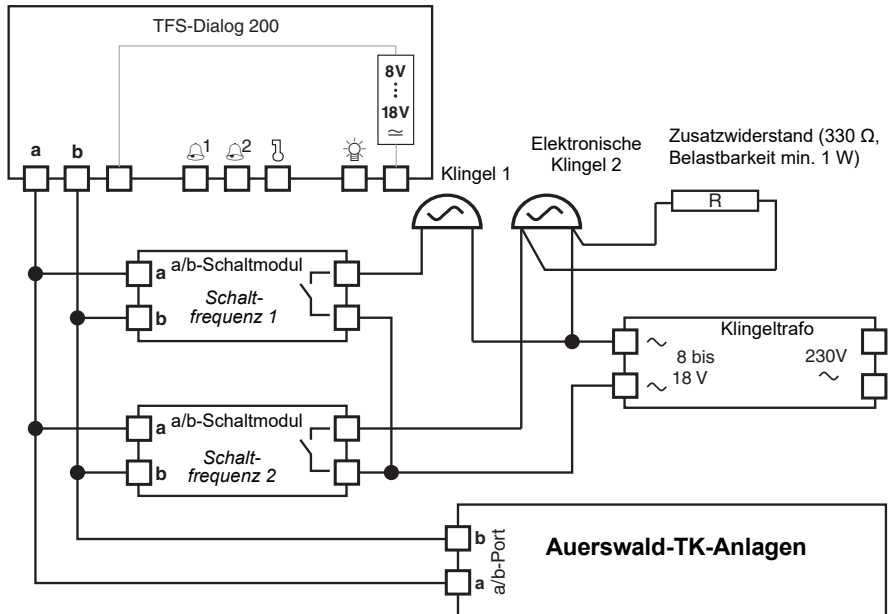 TFS-Dialog 200
8V
18V
a
b
1
2
Klingel 1
Elektronische
Klingel 2
Zusatzwiderstand (330 Ω,
Belastbarkeit min. 1 W)
R
a
a/b-Schaltmodul
Schalt-
frequenz 1
b
Klingeltrafo
8 bis
18 V
230V
a
a/b-Schaltmodul
Schalt-
frequenz 2
b
b
a
a/b-Port
Auerswald-TK-Anlagen